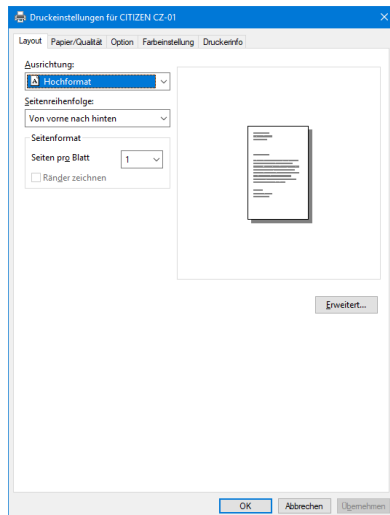 Druckeinstellungen für CITIZEN CZ-01
Layout Papier/Qualität Option Farbeinstellung Druckerinfo
Ausrichtung:
A Hochformat
Seitenreihenfolge:
Von vorne nach hinten
Seitenformat
Seiten pro Blatt 1
Ränder zeichnen
Erweitert...
OK Abbrechen Übernehmen